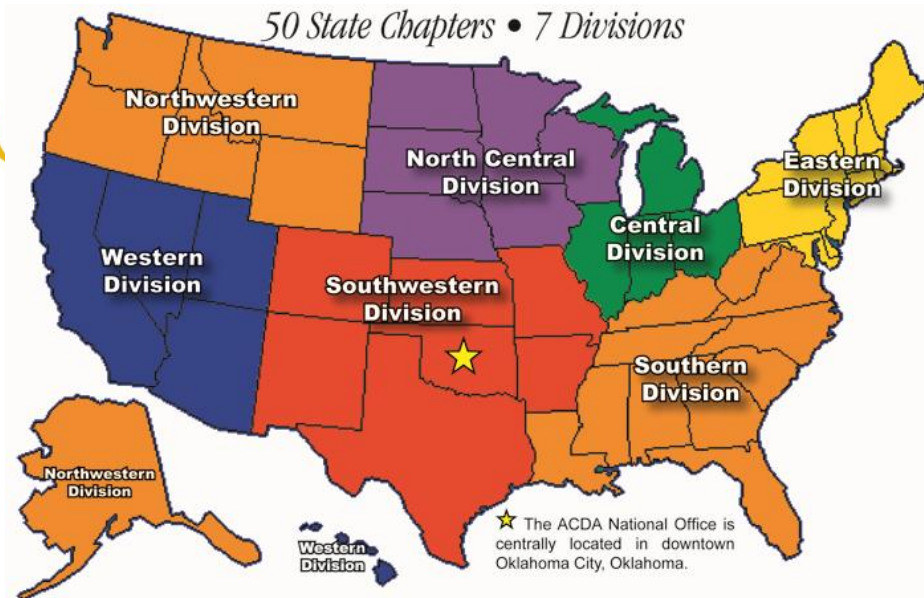 50 State Chapters • 7 Divisions
Northwestern
Division
North Central
Division
Eastern
Division
Central
Division
Western
Division
Southwestern
Division
Southern
Division
Northwestern
Division
Western
Division
The ACDA National Office is
centrally located in downtown
Oklahoma City, Oklahoma.